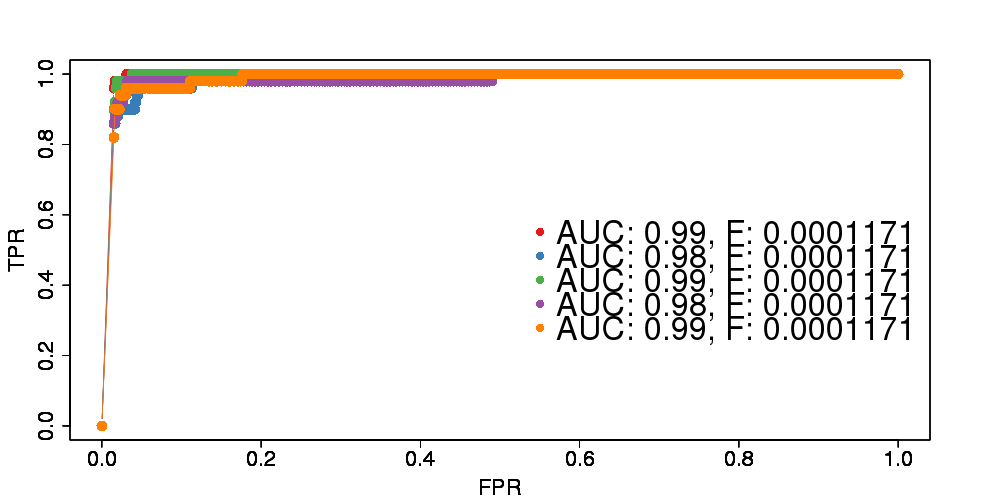 1.0
0.8
0.6
0.4
0.2
0.0
TPR
AUC: 0.99, F: 0.0001171
AUC: 0.98, F: 0.0001171
AUC: 0.99, F: 0.0001171
AUC: 0.98, F: 0.0001171
AUC: 0.99, F: 0.0001171
0.0 0.2 0.4 0.6 0.8 1.0
FPR